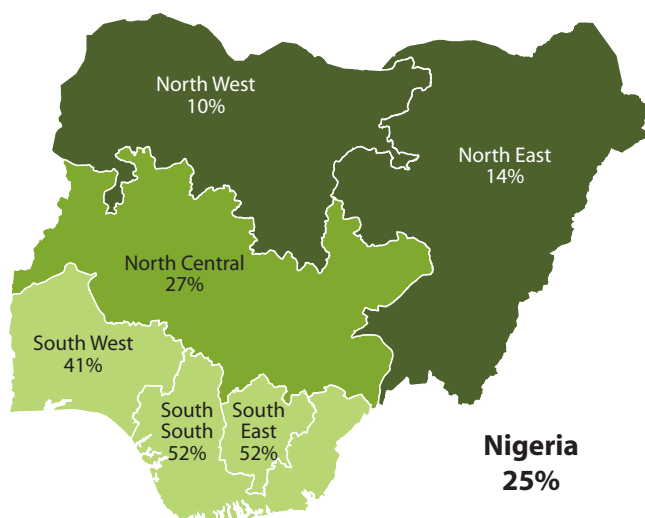 North West
10%
North East
14%
North Central
27%
South West
41%
South
South
52%
South
East
52%
Nigeria
25%